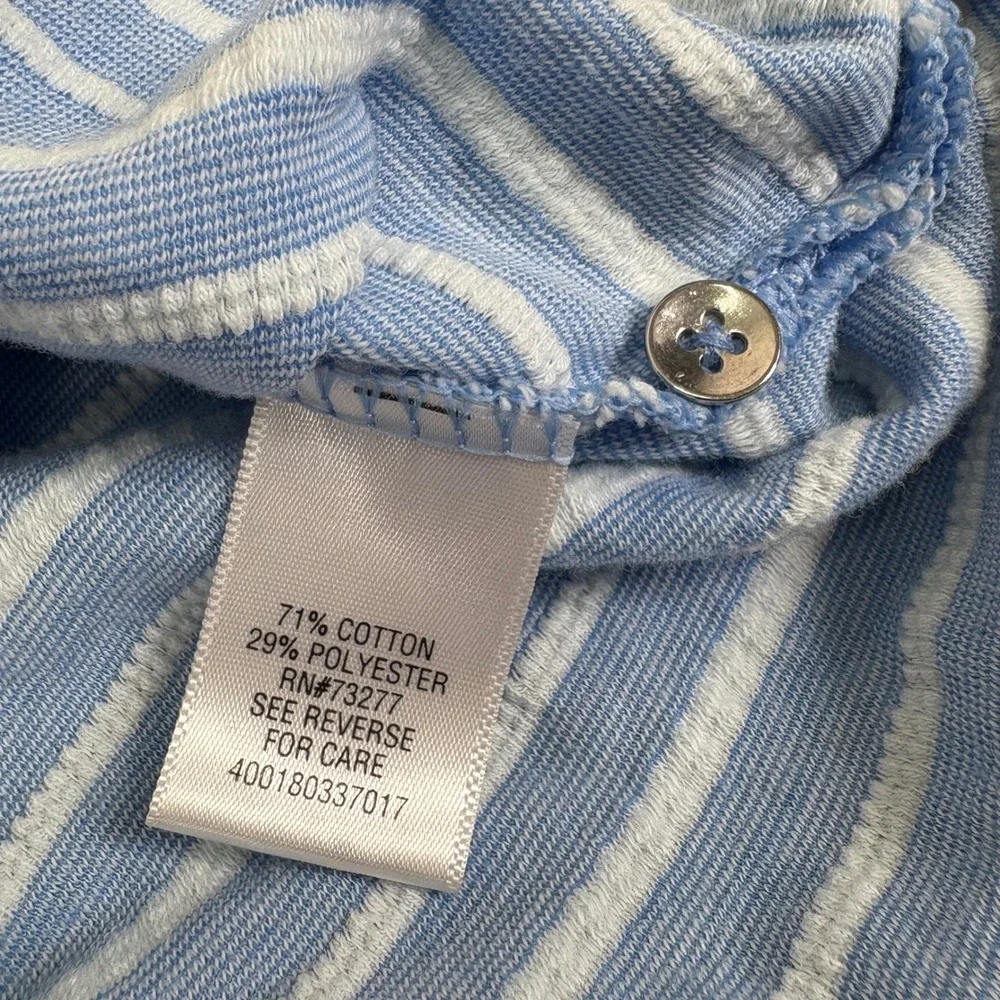 71% COTTON
29% POLYESTER
RN#73277
SEE REVERSE
FOR CARE
400180337017